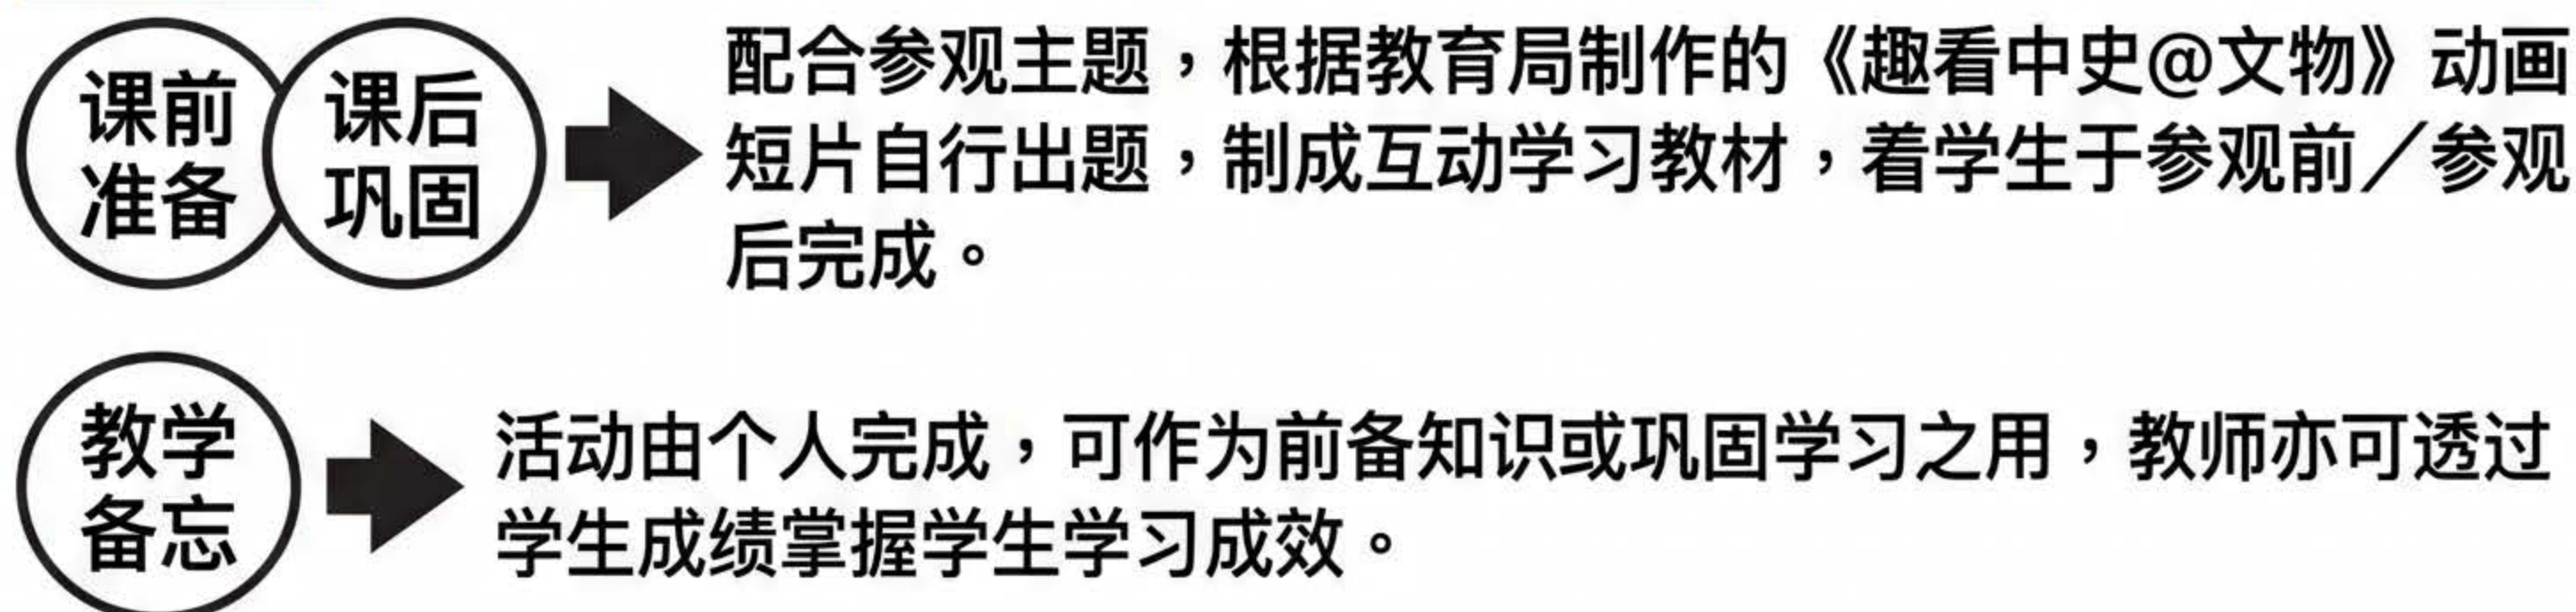 课前
准备
课后
巩固
配合参观主题，根据教育局制作的《趣看中史@文物》动画
短片自行出题，制成互动学习教材，着学生于参观前／参观
后完成。
教学
备忘
活动由个人完成，可作为前备知识或巩固学习之用，教师亦可透过
学生成绩掌握学生学习成效。